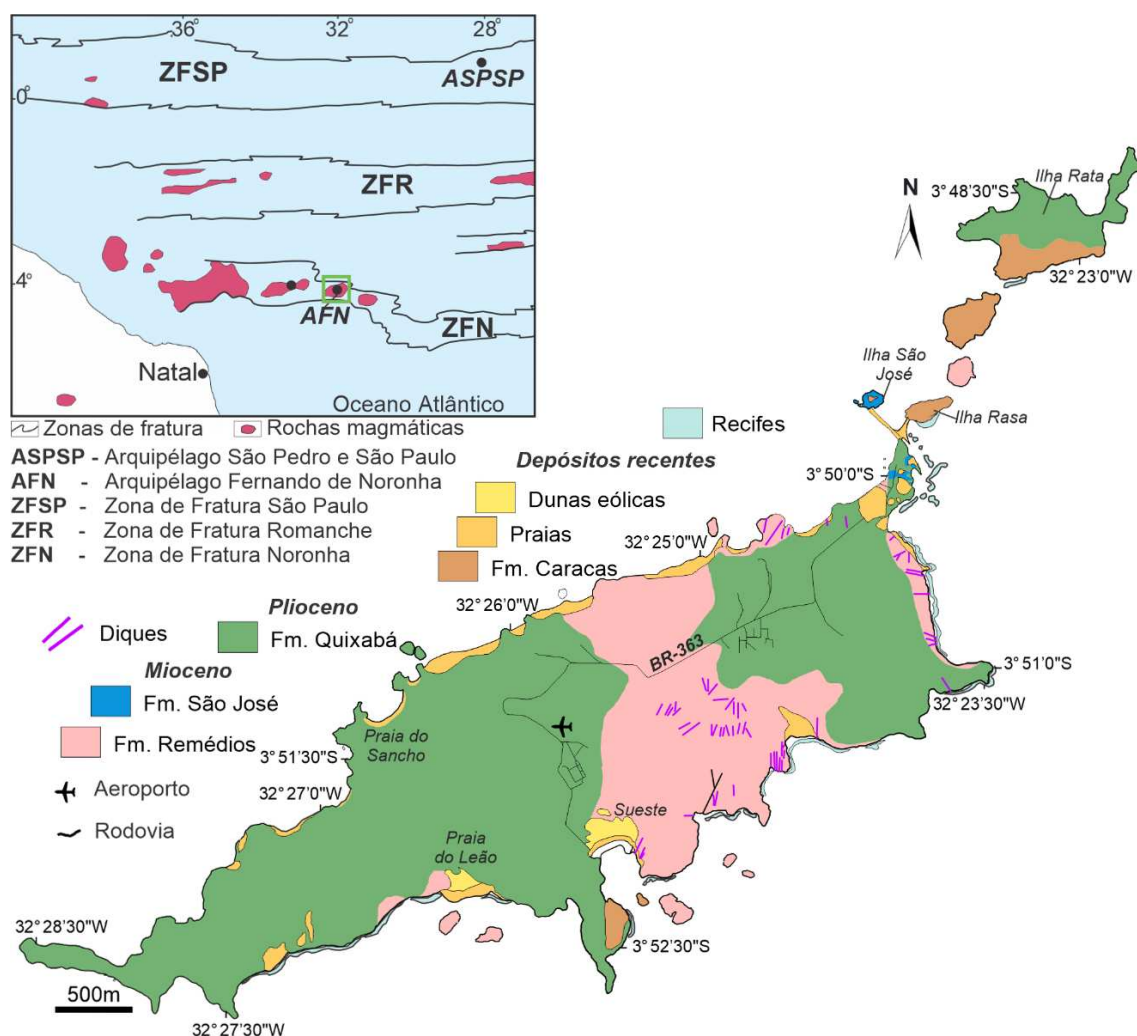 36°
32°
28°
ZFSP
ASPSP
0°
ZFR
4°
AFN
ZFN
Natal
Oceano Atlântico
Zonas de fratura
Rochas magmáticas
ASPSP - Arquipélago São Pedro e São Paulo
AFN - Arquipélago Fernando de Noronha
ZFSP - Zona de Fratura São Paulo
ZFR - Zona de Fratura Romanche
ZFN - Zona de Fratura Noronha
Recifes
Depósitos recentes
Dunas eólicas
Praias
Fm. Caracas
Plioceno
Diques
Fm. Quixabá
Mioceno
Fm. São José
Fm. Remédios
Aeroporto
Rodovia
N
Ilha Rata
3° 48'30"S
32° 23'0"W
Ilha São
José
Ilha Rasa
3° 50'0"S
32° 25'0"W
32° 26'0"W
BR-363
3° 51'0"S
32° 23'30"W
Praia do
Sancho
3° 51'30"S
32° 27'0"W
Sueste
Praia
do Leão
32° 28'30"W
3° 52'30"S
500m
32° 27'30"W